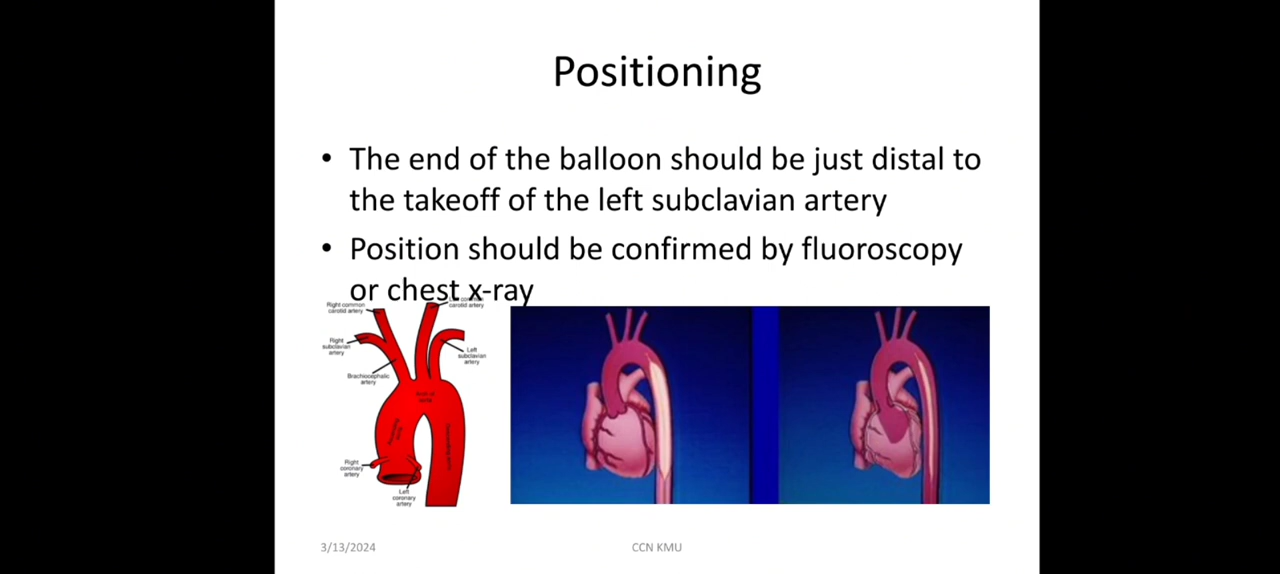 Positioning
• The end of the balloon should be just distal to
the takeoff of the left subclavian artery
• Position should be confirmed by fluoroscopy
or chest x-ray
Right common
carotid artery
carotid artery
Right
subclavian
artery
Left
subclavian
artery
Brachiocephalic
artery
Right
coronary
artery
Left
coronary
artery
3/13/2024
CCN KMU